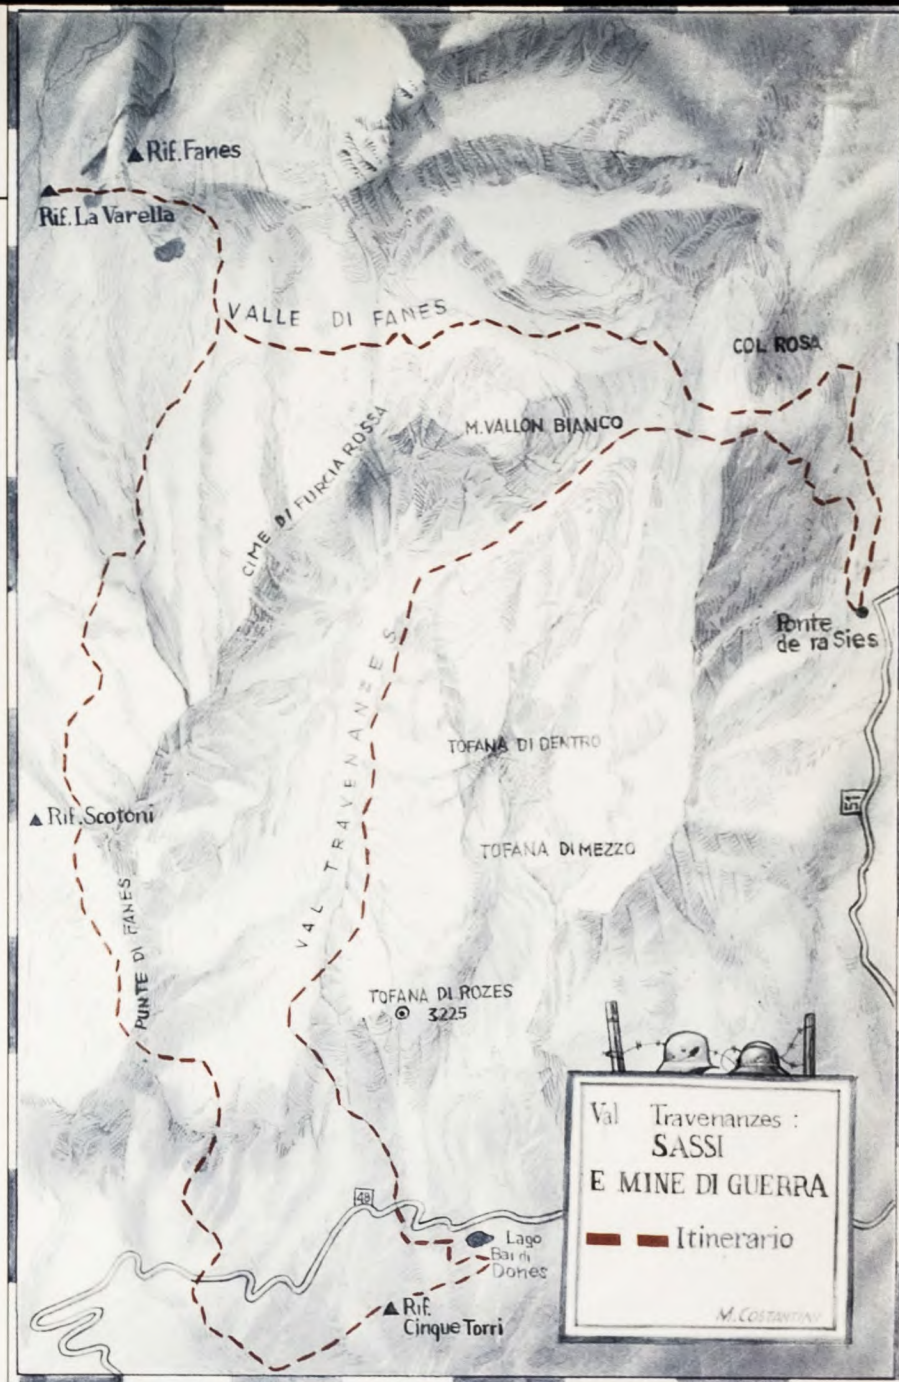 Rif. Fanes
Rif. La Varella
VALLE DI FANES
COL ROSA
M. VALLON BIANCO
CIME DI FURCIA ROSSA
Ponte
de ra Sies
VAL TRAVENANZES
TOFANA DI DENTRO
51
Rif. Scotoni
TOFANA DI MEZZO
PUNTE DI FANES
TOFANA DI ROZES
3225
Val Travenanzes :
SASSI
E MINE DI GUERRA
Itinerario
M. COSTANTINI
48
Lago
Bai di
Dones
Rif.
Cinque Torri